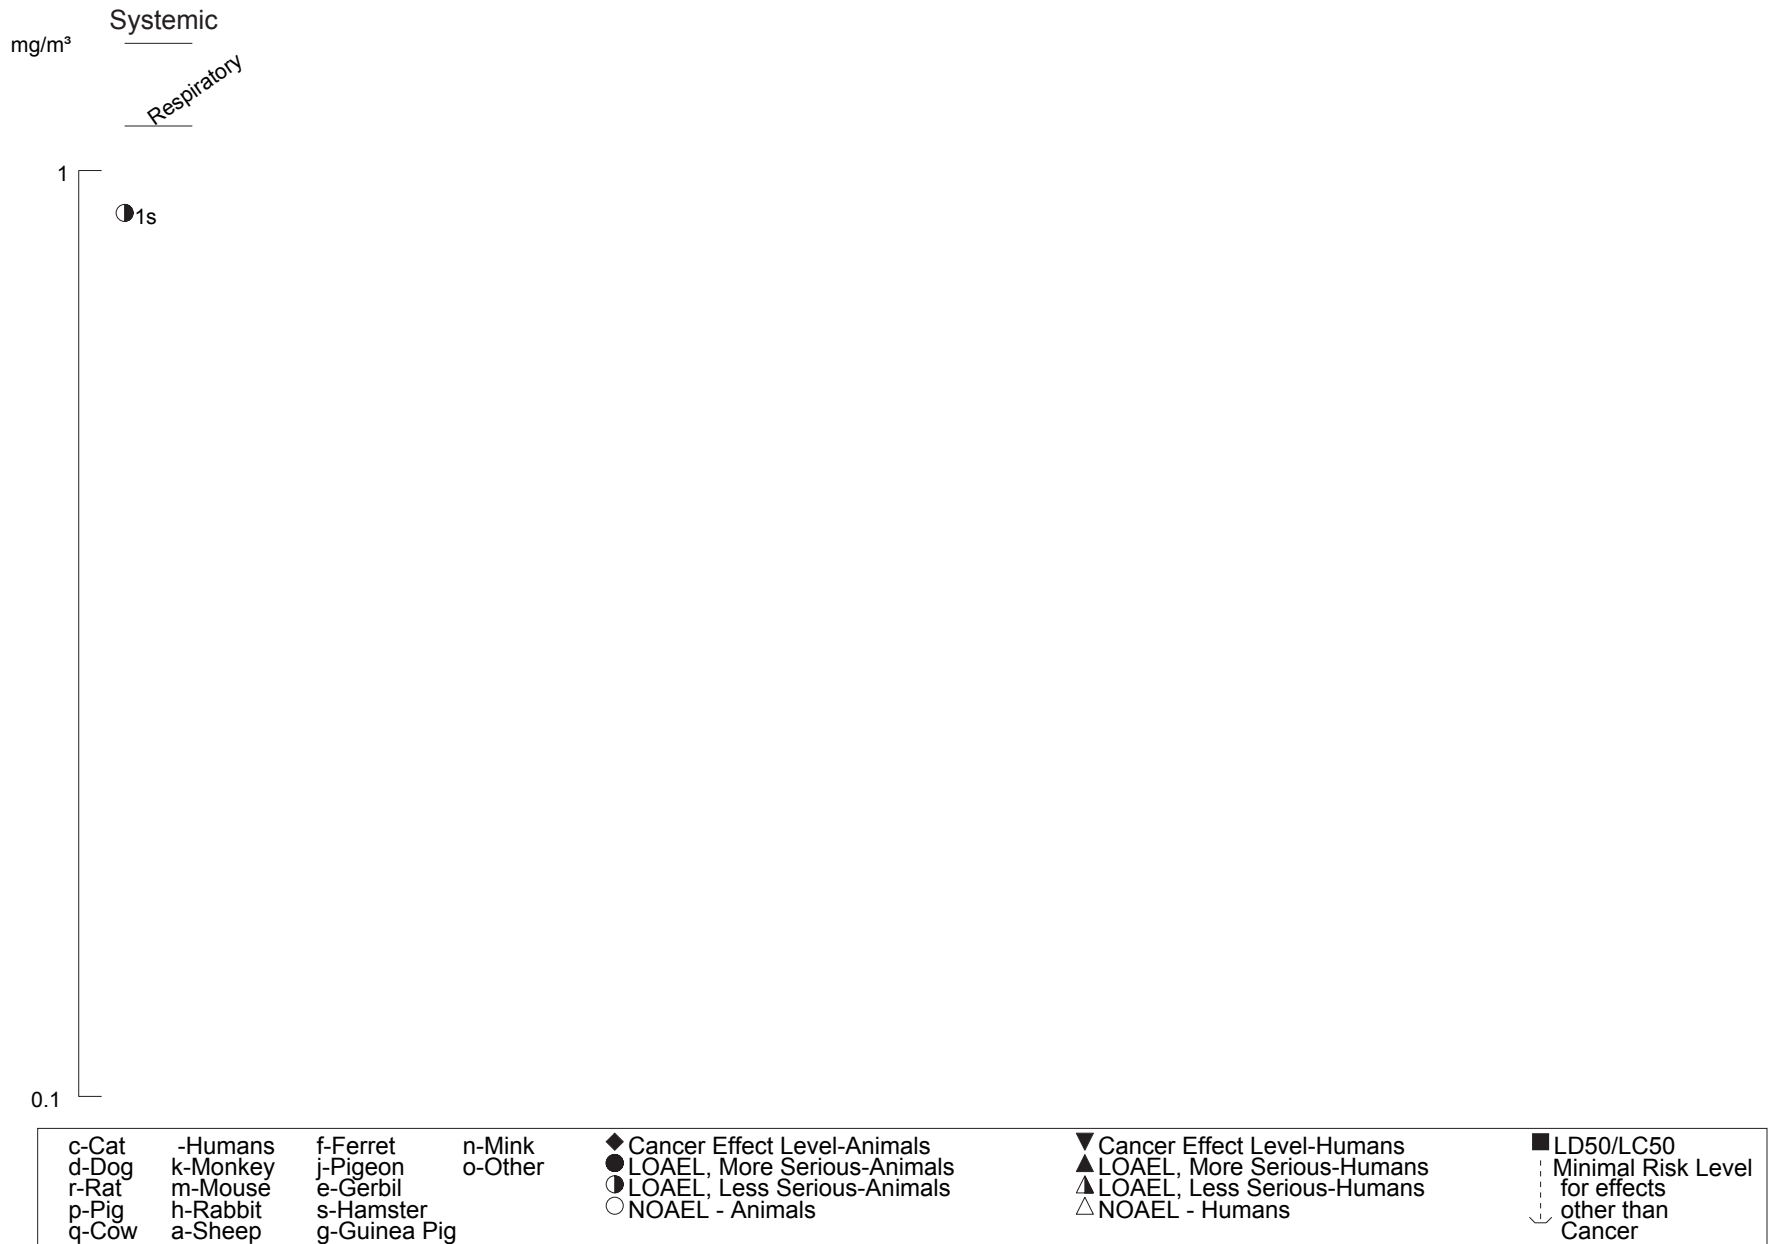 Systemic
mg/m³
Respiratory
1
1s
0.1
c-Cat -Humans f-Ferret n-Mink Cancer Effect Level-Animals Cancer Effect Level-Humans LD50/LC50
d-Dog k-Monkey j-Pigeon o-Other LOAEL, More Serious-Animals LOAEL, More Serious-Humans Minimal Risk Level
r-Rat m-Mouse e-Gerbil LOAEL, Less Serious-Animals LOAEL, Less Serious-Humans for effects
p-Pig h-Rabbit s-Hamster NOAEL - Animals NOAEL - Humans other than
q-Cow a-Sheep g-Guinea Pig Cancer